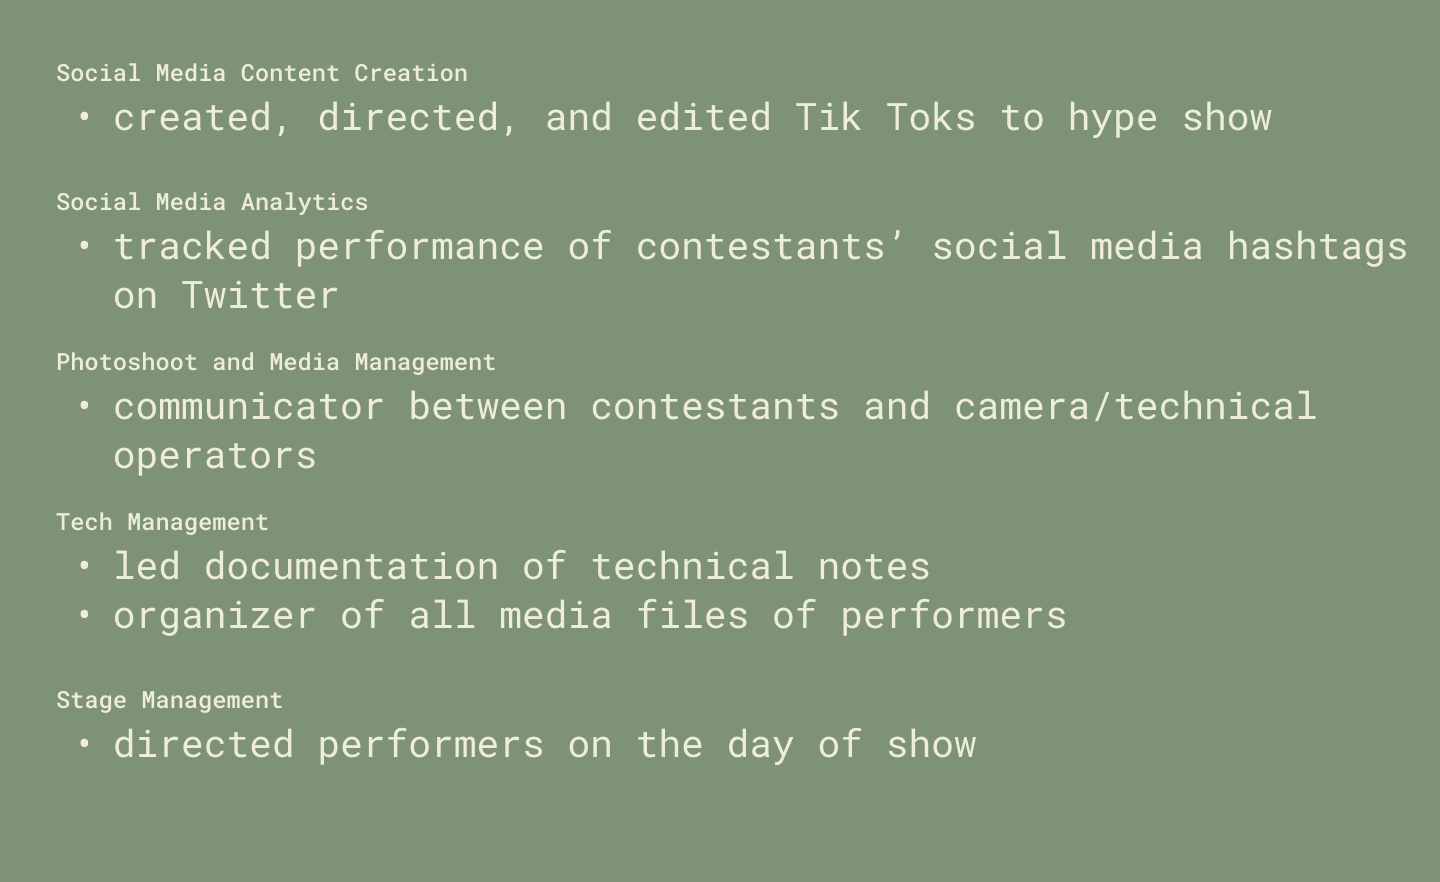 Social Media Content Creation
• created, directed, and edited Tik Toks to hype show
Social Media Analytics
• tracked performance of contestants’ social media hashtags
on Twitter
Photoshoot and Media Management
• communicator between contestants and camera/technical
operators
Tech Management
• led documentation of technical notes
• organizer of all media files of performers
Stage Management
• directed performers on the day of show